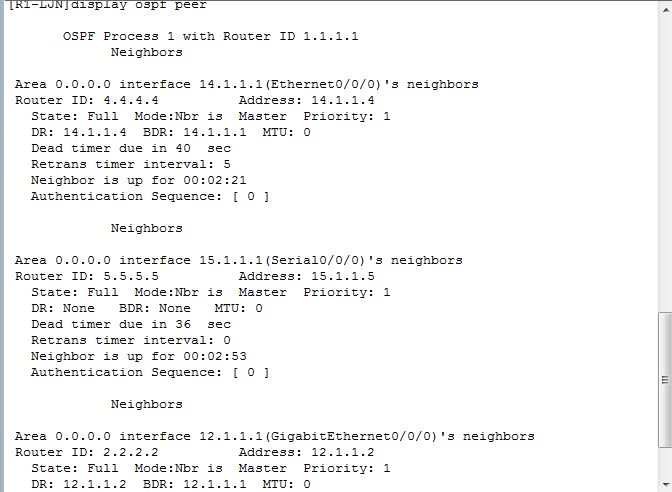 [R1-LJN]display ospf peer
OSPF Process 1 with Router ID 1.1.1.1
Neighbors
Area 0.0.0.0 interface 14.1.1.1(Ethernet0/0/0)'s neighbors
Router ID: 4.4.4.4 Address: 14.1.1.4
State: Full Mode:Nbr is Master Priority: 1
DR: 14.1.1.4 BDR: 14.1.1.1 MTU: 0
Dead timer due in 40 sec
Retrans timer interval: 5
Neighbor is up for 00:02:21
Authentication Sequence: [ 0 ]
Neighbors
Area 0.0.0.0 interface 15.1.1.1(Serial0/0/0)'s neighbors
Router ID: 5.5.5.5 Address: 15.1.1.5
State: Full Mode:Nbr is Master Priority: 1
DR: None BDR: None MTU: 0
Dead timer due in 36 sec
Retrans timer interval: 0
Neighbor is up for 00:02:53
Authentication Sequence: [ 0 ]
Neighbors
Area 0.0.0.0 interface 12.1.1.1(GigabitEthernet0/0/0)'s neighbors
Router ID: 2.2.2.2 Address: 12.1.1.2
State: Full Mode:Nbr is Master Priority: 1
DR: 12.1.1.2 BDR: 12.1.1.1 MTU: 0